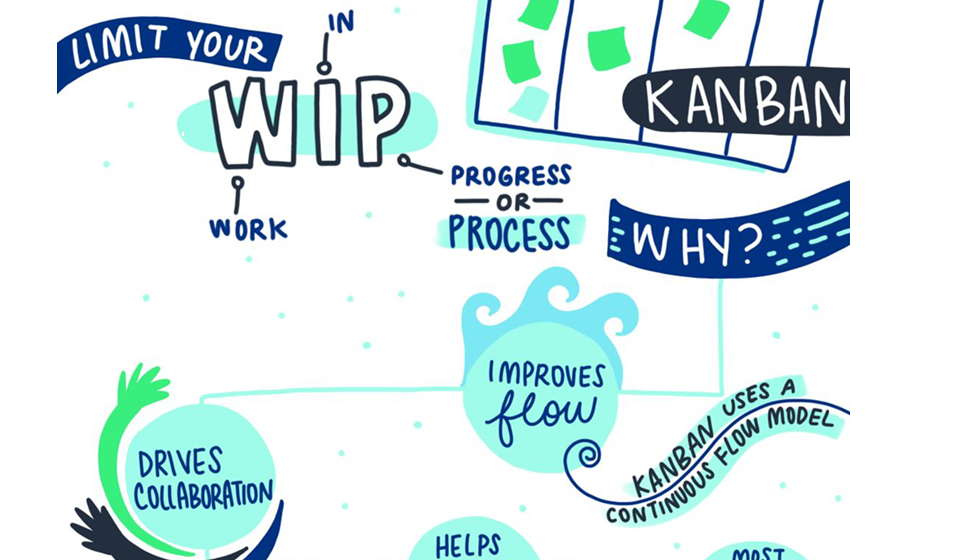 LIMIT YOUR
IN
WIP
PROGRESS
OR
PROCESS
WORK
KANBAN
WHY?
IMPROVES
flow
KANBAN USES A
CONTINUOUS FLOW MODEL
DRIVES
COLLABORATION
HELPS
MOST